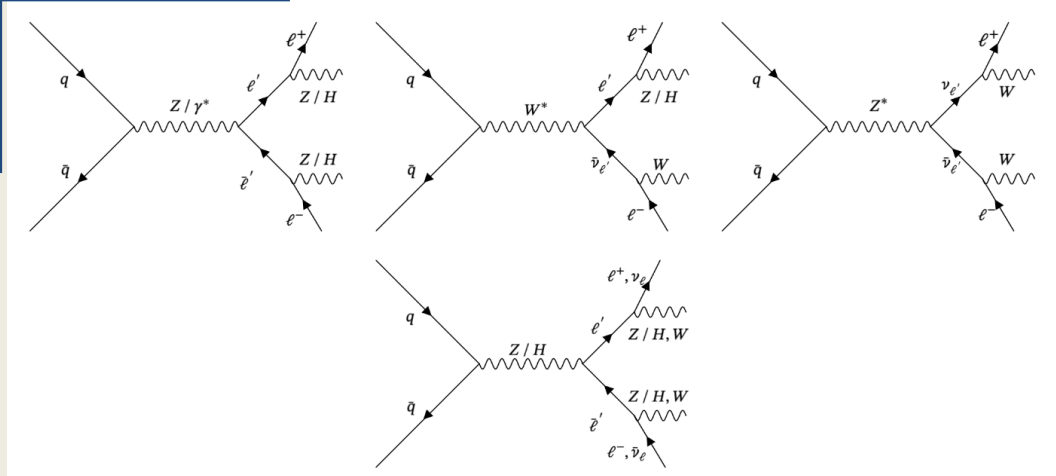 q
q̄
Z / γ*
ℓ′
ℓ̄′
ℓ+
Z / H
Z / H
ℓ−
q
q̄
W*
ℓ′
ν̄ℓ′
ℓ+
Z / H
W
ℓ−
q
q̄
Z*
νℓ′
ν̄ℓ′
ℓ+
W
W
ℓ−
q
q̄
Z / H
ℓ′
ℓ̄′
ℓ+, νℓ
Z / H, W
Z / H, W
ℓ−, ν̄ℓ